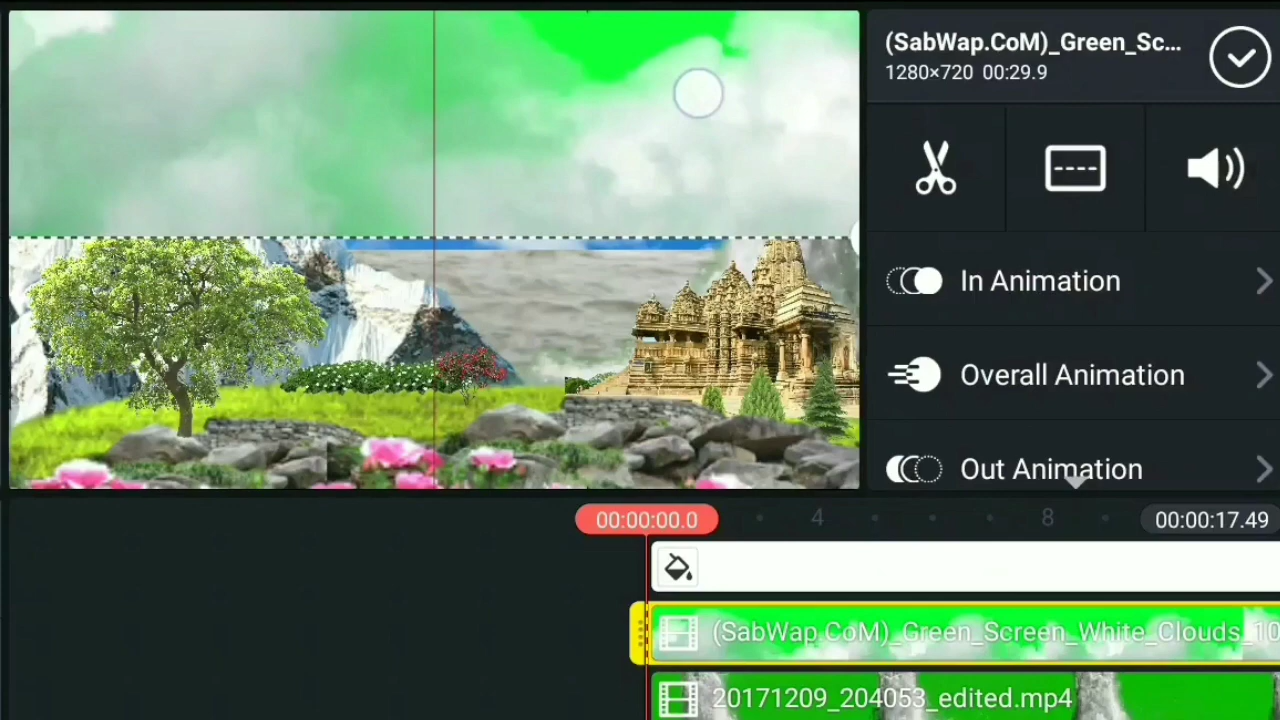 (SabWap.CoM)_Green_Sc...
1280×720 00:29.9
In Animation
Overall Animation
Out Animation
00:00:00.0
4
8
00:00:17.49
(SabWap.CoM)_Green_Screen_White_Clouds_10
20171209_204053_edited.mp4